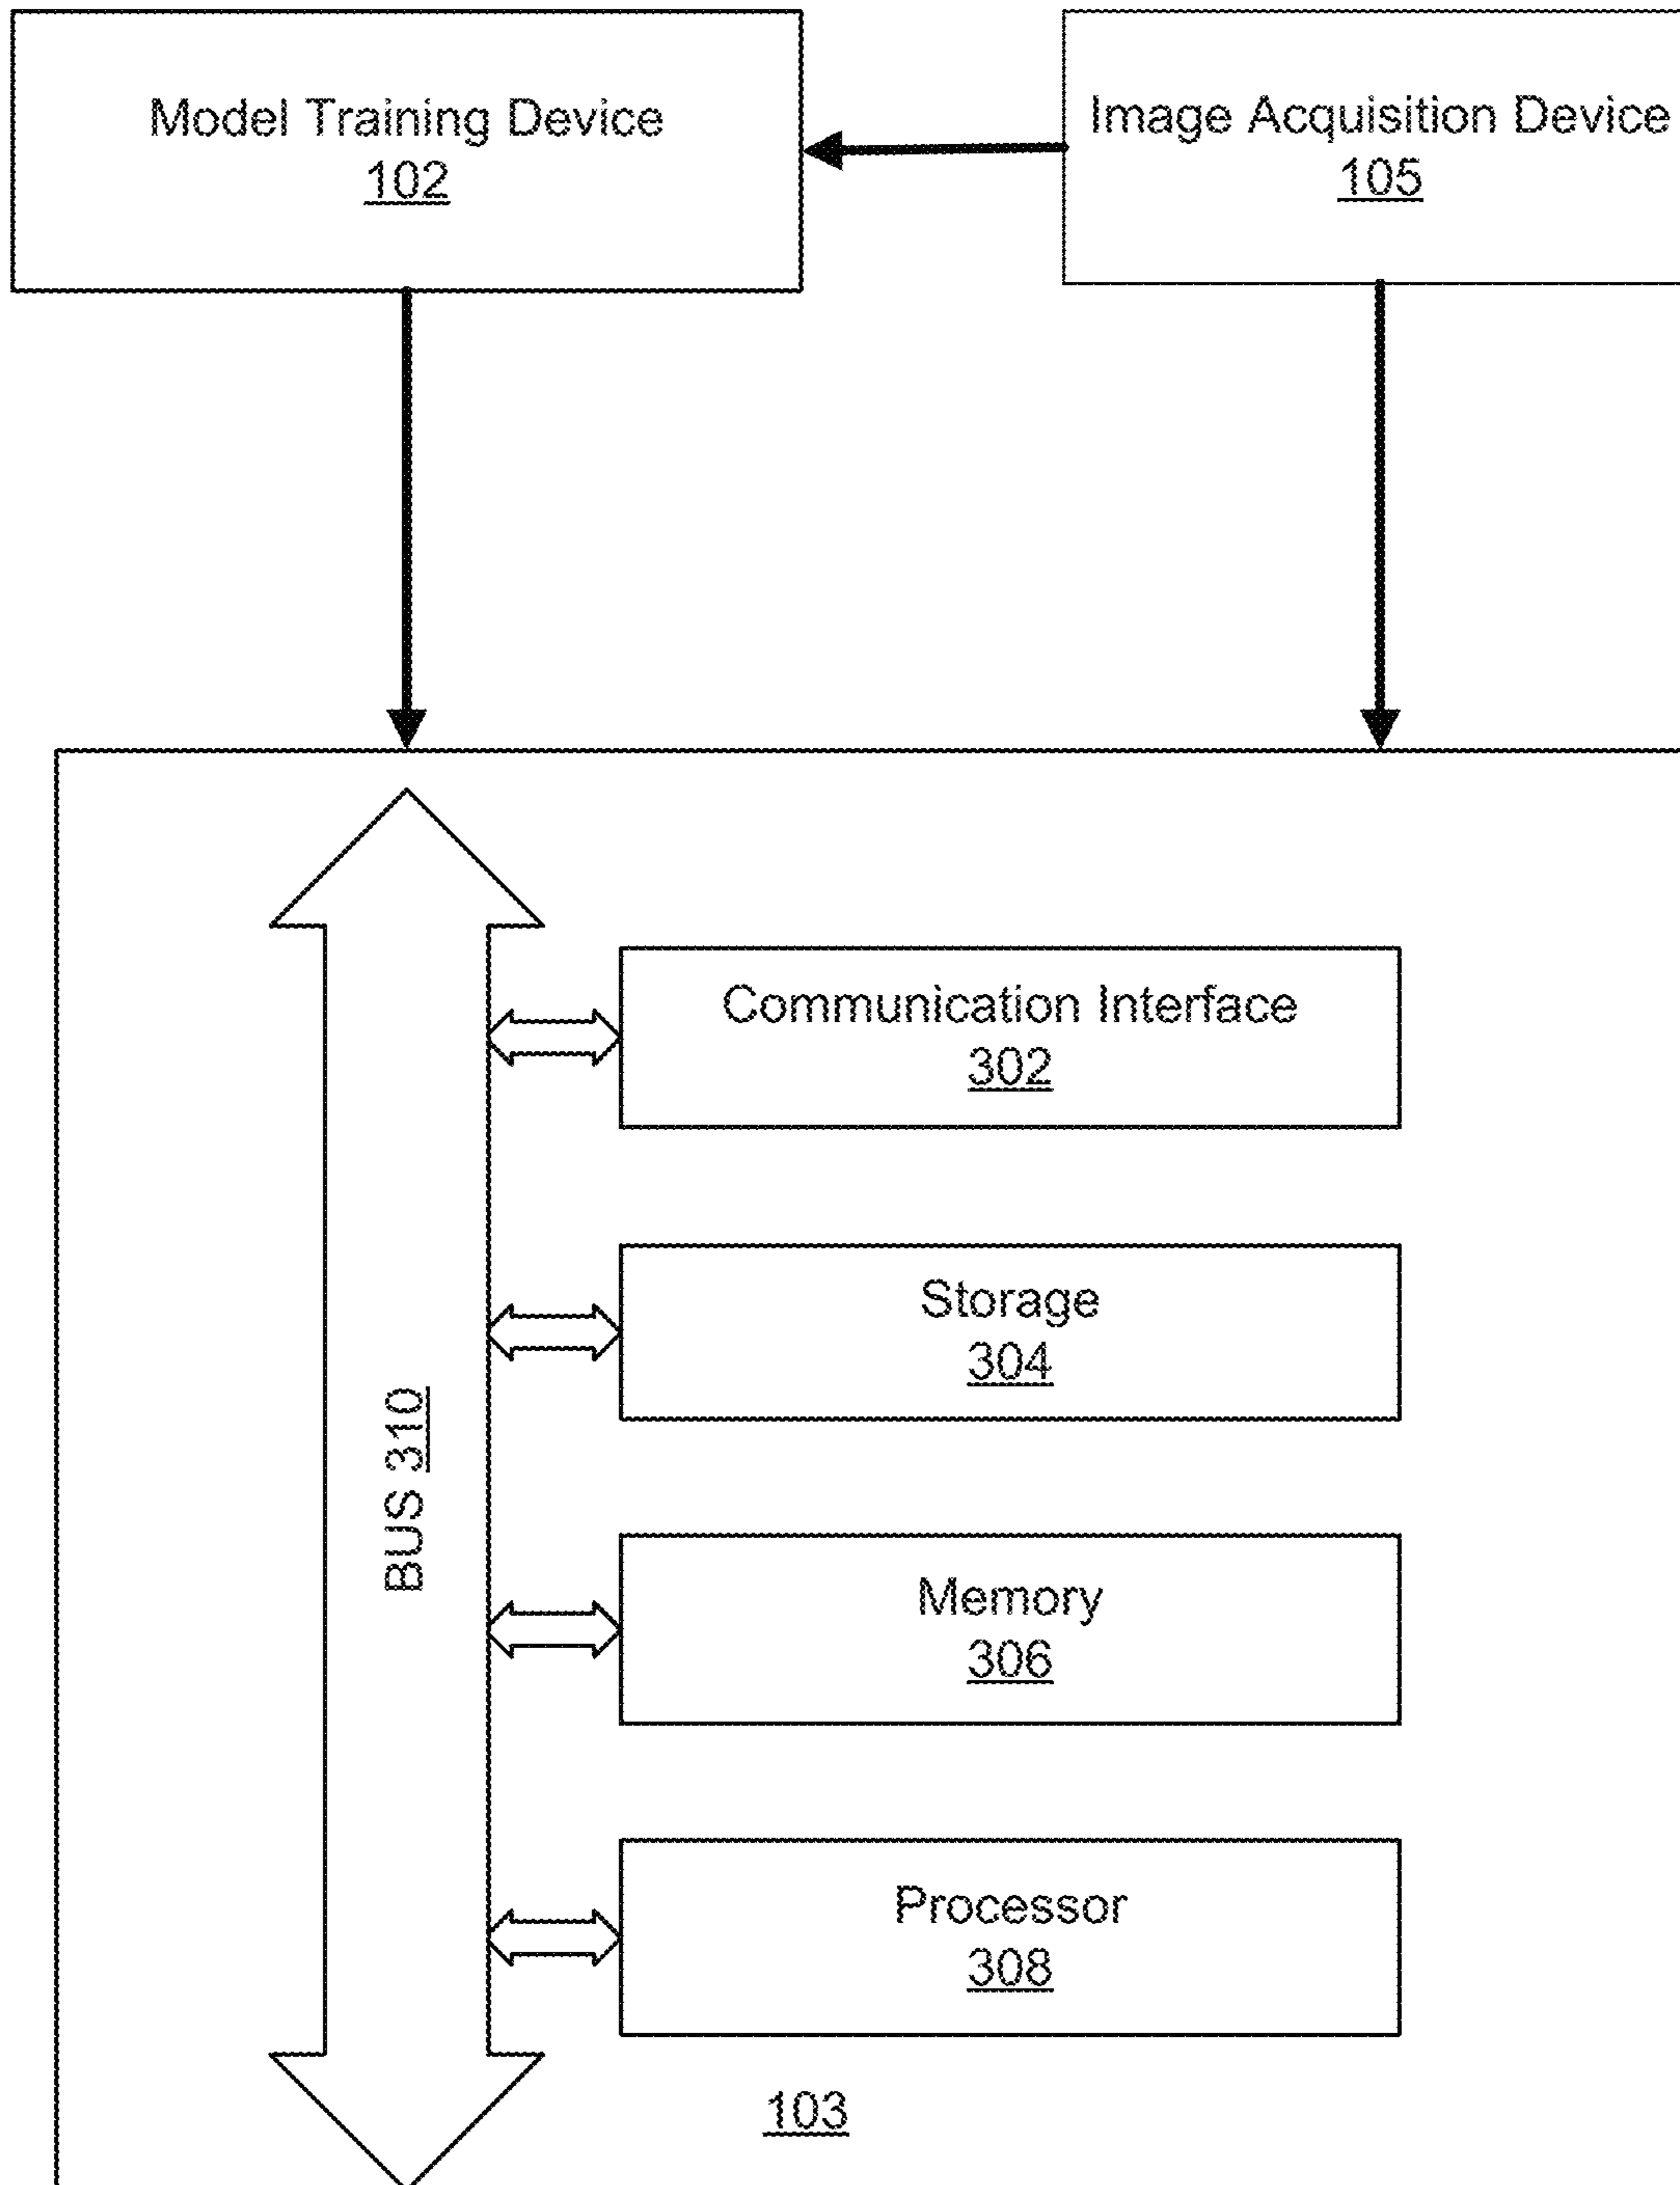 Model Training Device
102
Image Acquisition Device
105
Communication Interface
302
Storage
304
BUS 310
Memory
306
Processor
308
103